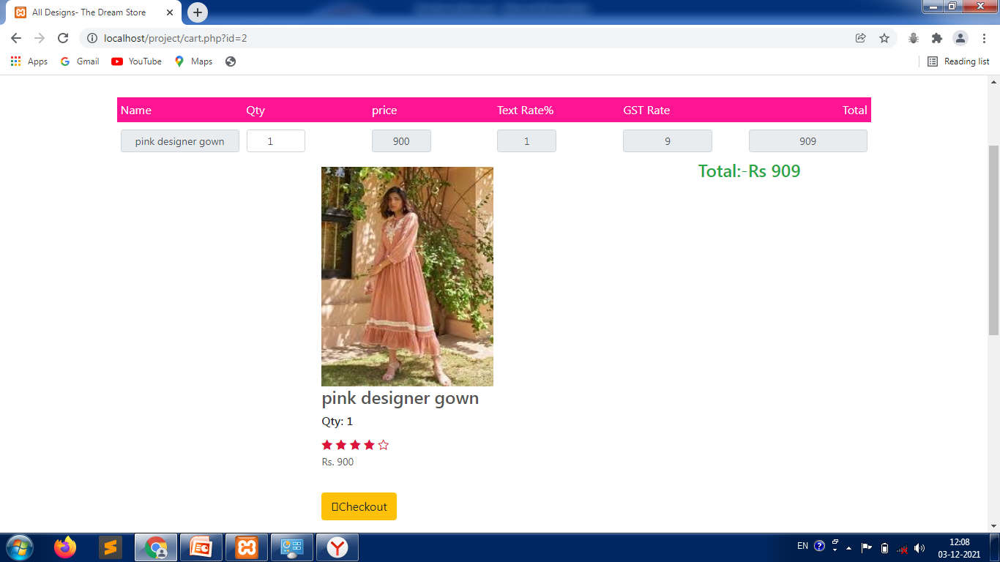 All Designs- The Dream Store
localhost/project/cart.php?id=2
Apps Gmail YouTube Maps Reading list
Name Qty price Text Rate% GST Rate Total
pink designer gown 1 900 1 9 909
Total:-Rs 909
pink designer gown
Qty: 1
Rs. 900
Checkout
EN 12:08
03-12-2021